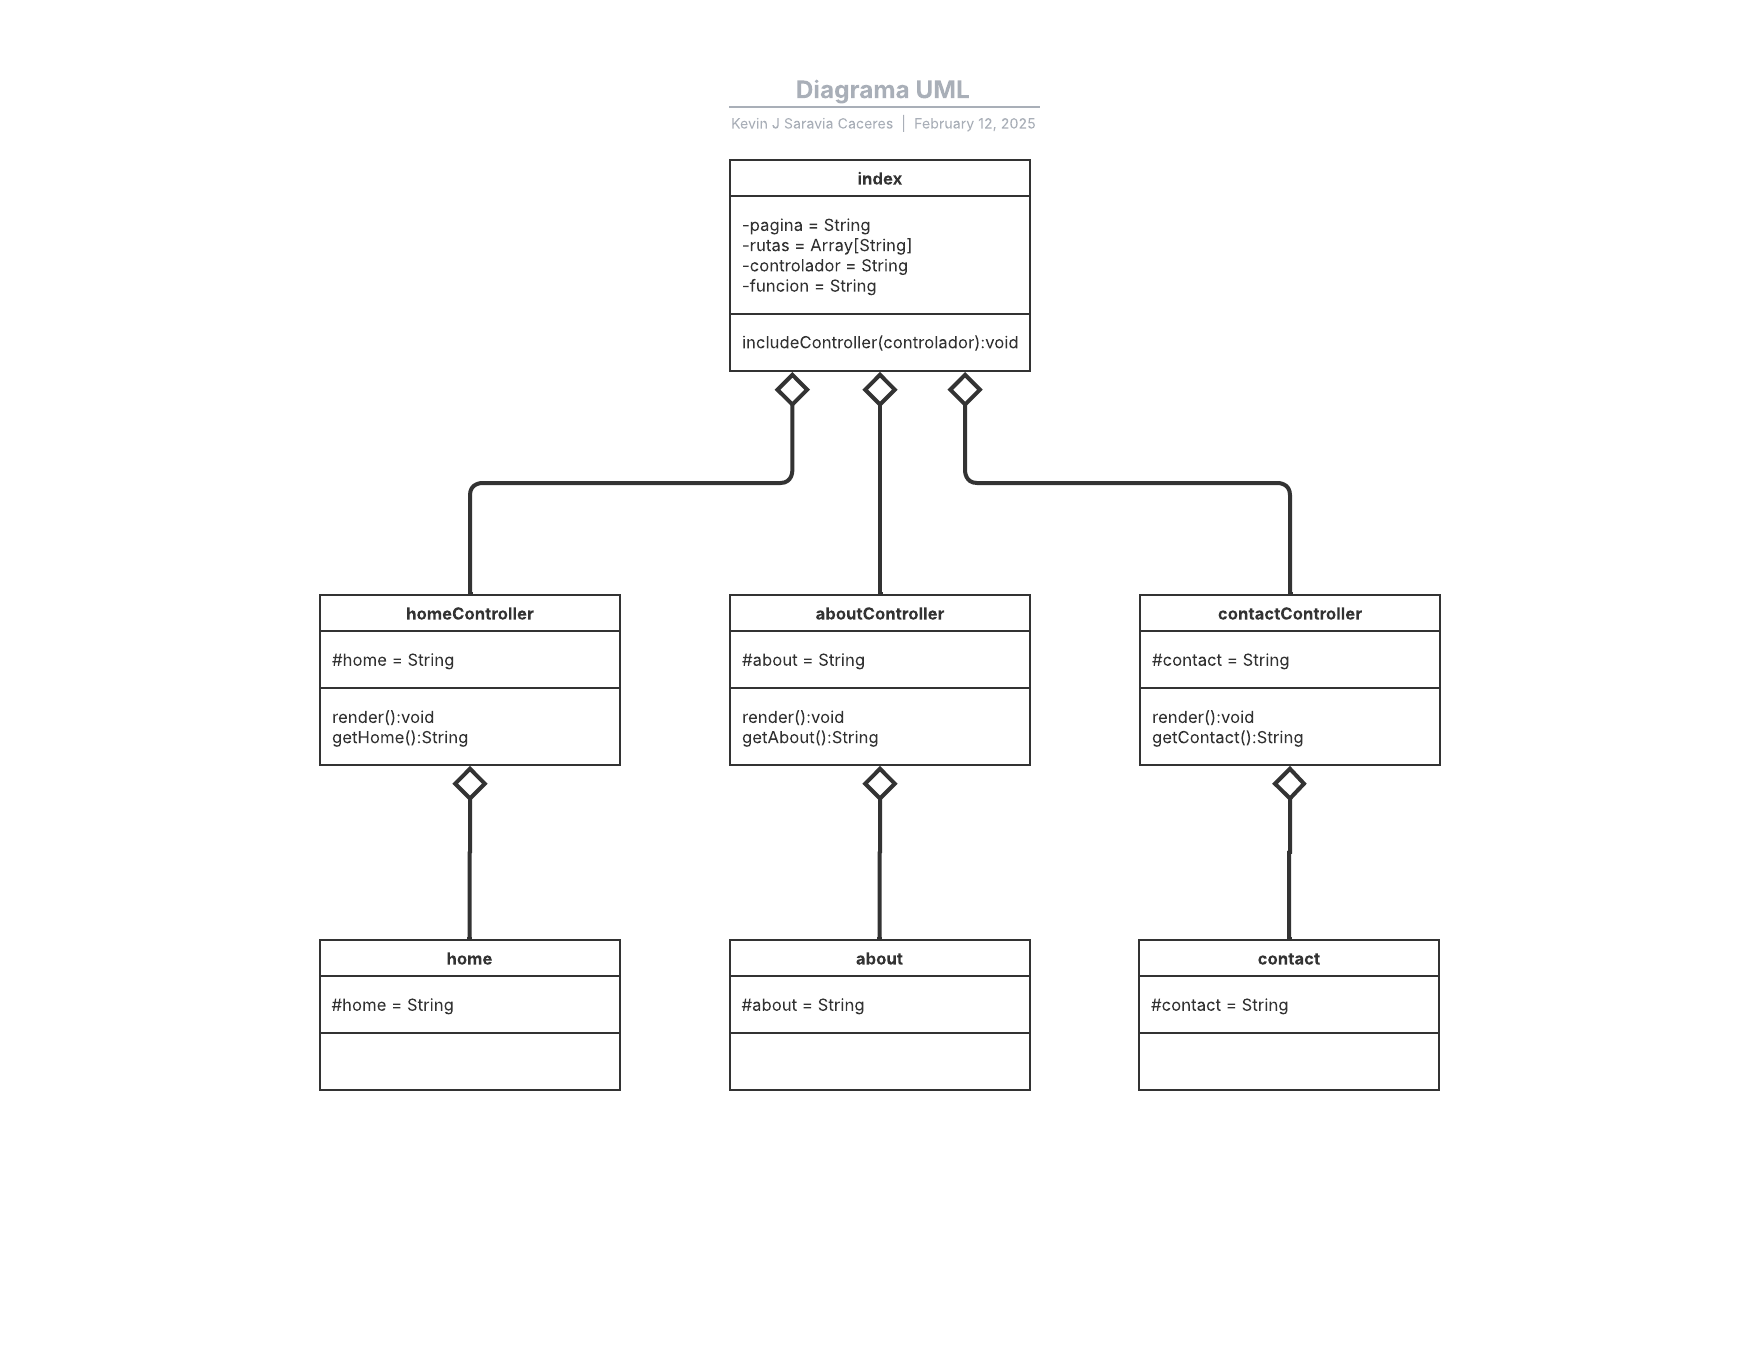 Diagrama UML
Kevin J Saravia Caceres | February 12, 2025
index
-pagina = String
-rutas = Array[String]
-controlador = String
-funcion = String
includeController(controlador):void
homeController
#home = String
render():void
getHome():String
aboutController
#about = String
render():void
getAbout():String
contactController
#contact = String
render():void
getContact():String
home
#home = String
about
#about = String
contact
#contact = String